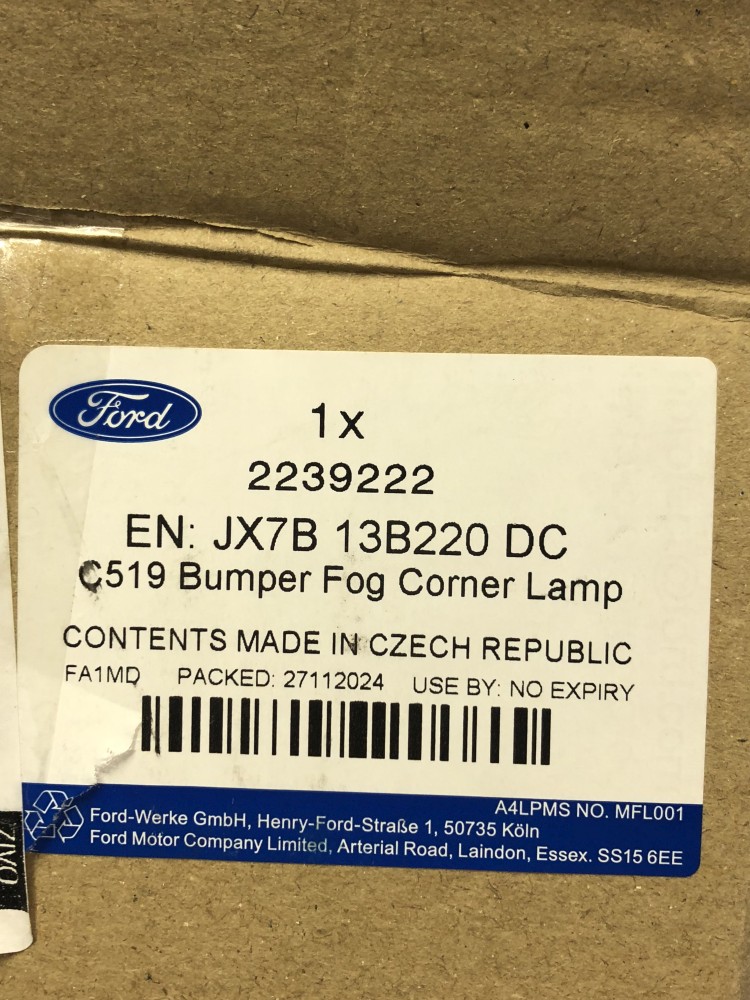 Ford
1x
2239222
EN: JX7B 13B220 DC
C519 Bumper Fog Corner Lamp
CONTENTS MADE IN CZECH REPUBLIC
FA1MD PACKED: 27112024 USE BY: NO EXPIRY
A4LPMS NO. MFL001
Ford-Werke GmbH, Henry-Ford-Straße 1, 50735 Köln
Ford Motor Company Limited, Arterial Road, Laindon, Essex. SS15 6EE